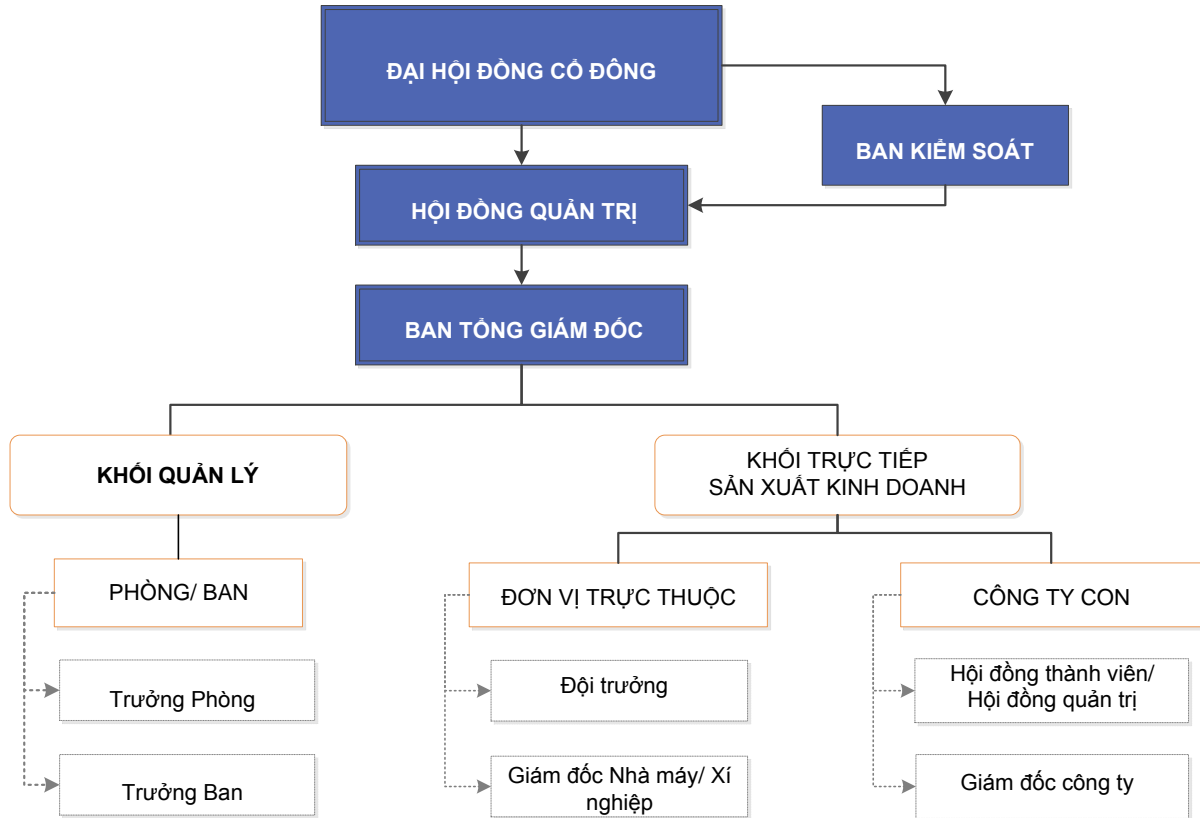 ĐẠI HỘI ĐỒNG CỔ ĐÔNG
BAN KIỂM SOÁT
HỘI ĐỒNG QUẢN TRỊ
BAN TỔNG GIÁM ĐỐC
KHỐI QUẢN LÝ
KHỐI TRỰC TIẾP
SẢN XUẤT KINH DOANH
PHÒNG/ BAN
ĐƠN VỊ TRỰC THUỘC
CÔNG TY CON
Trưởng Phòng
Đội trưởng
Hội đồng thành viên/
Hội đồng quản trị
Trưởng Ban
Giám đốc Nhà máy/ Xí
nghiệp
Giám đốc công ty